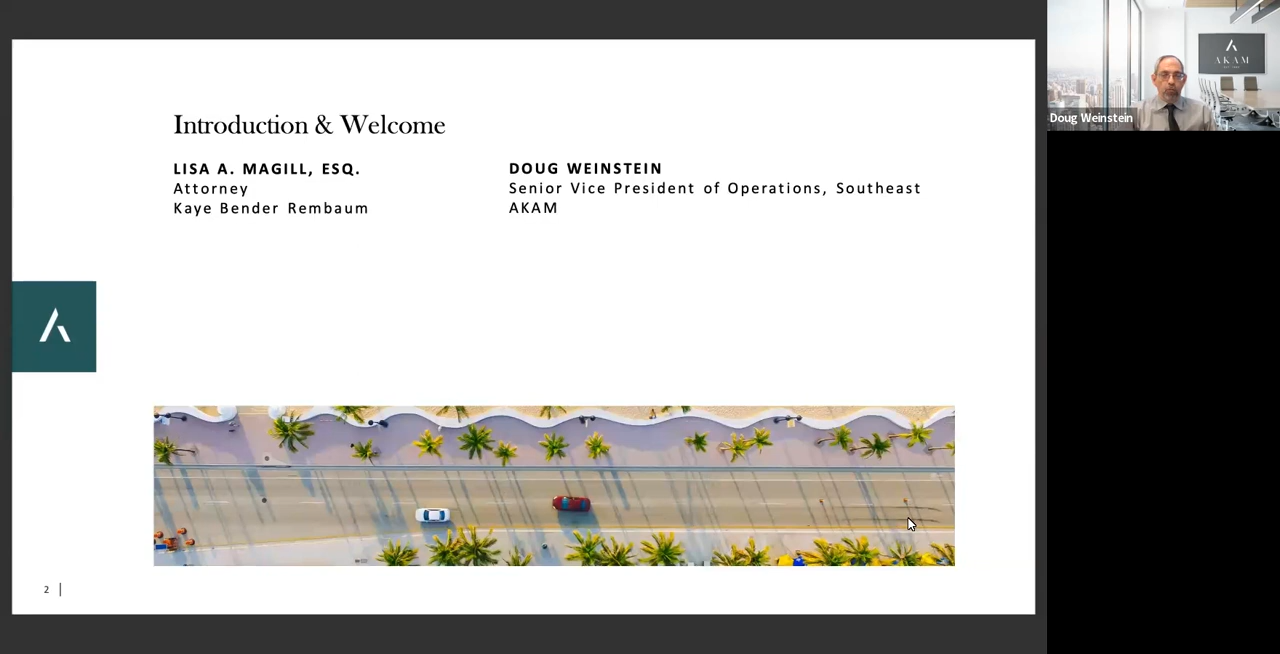 Introduction & Welcome
LISA A. MAGILL, ESQ.
Attorney
Kaye Bender Rembaum
DOUG WEINSTEIN
Senior Vice President of Operations, Southeast
AKAM
2
AKAM
Doug Weinstein